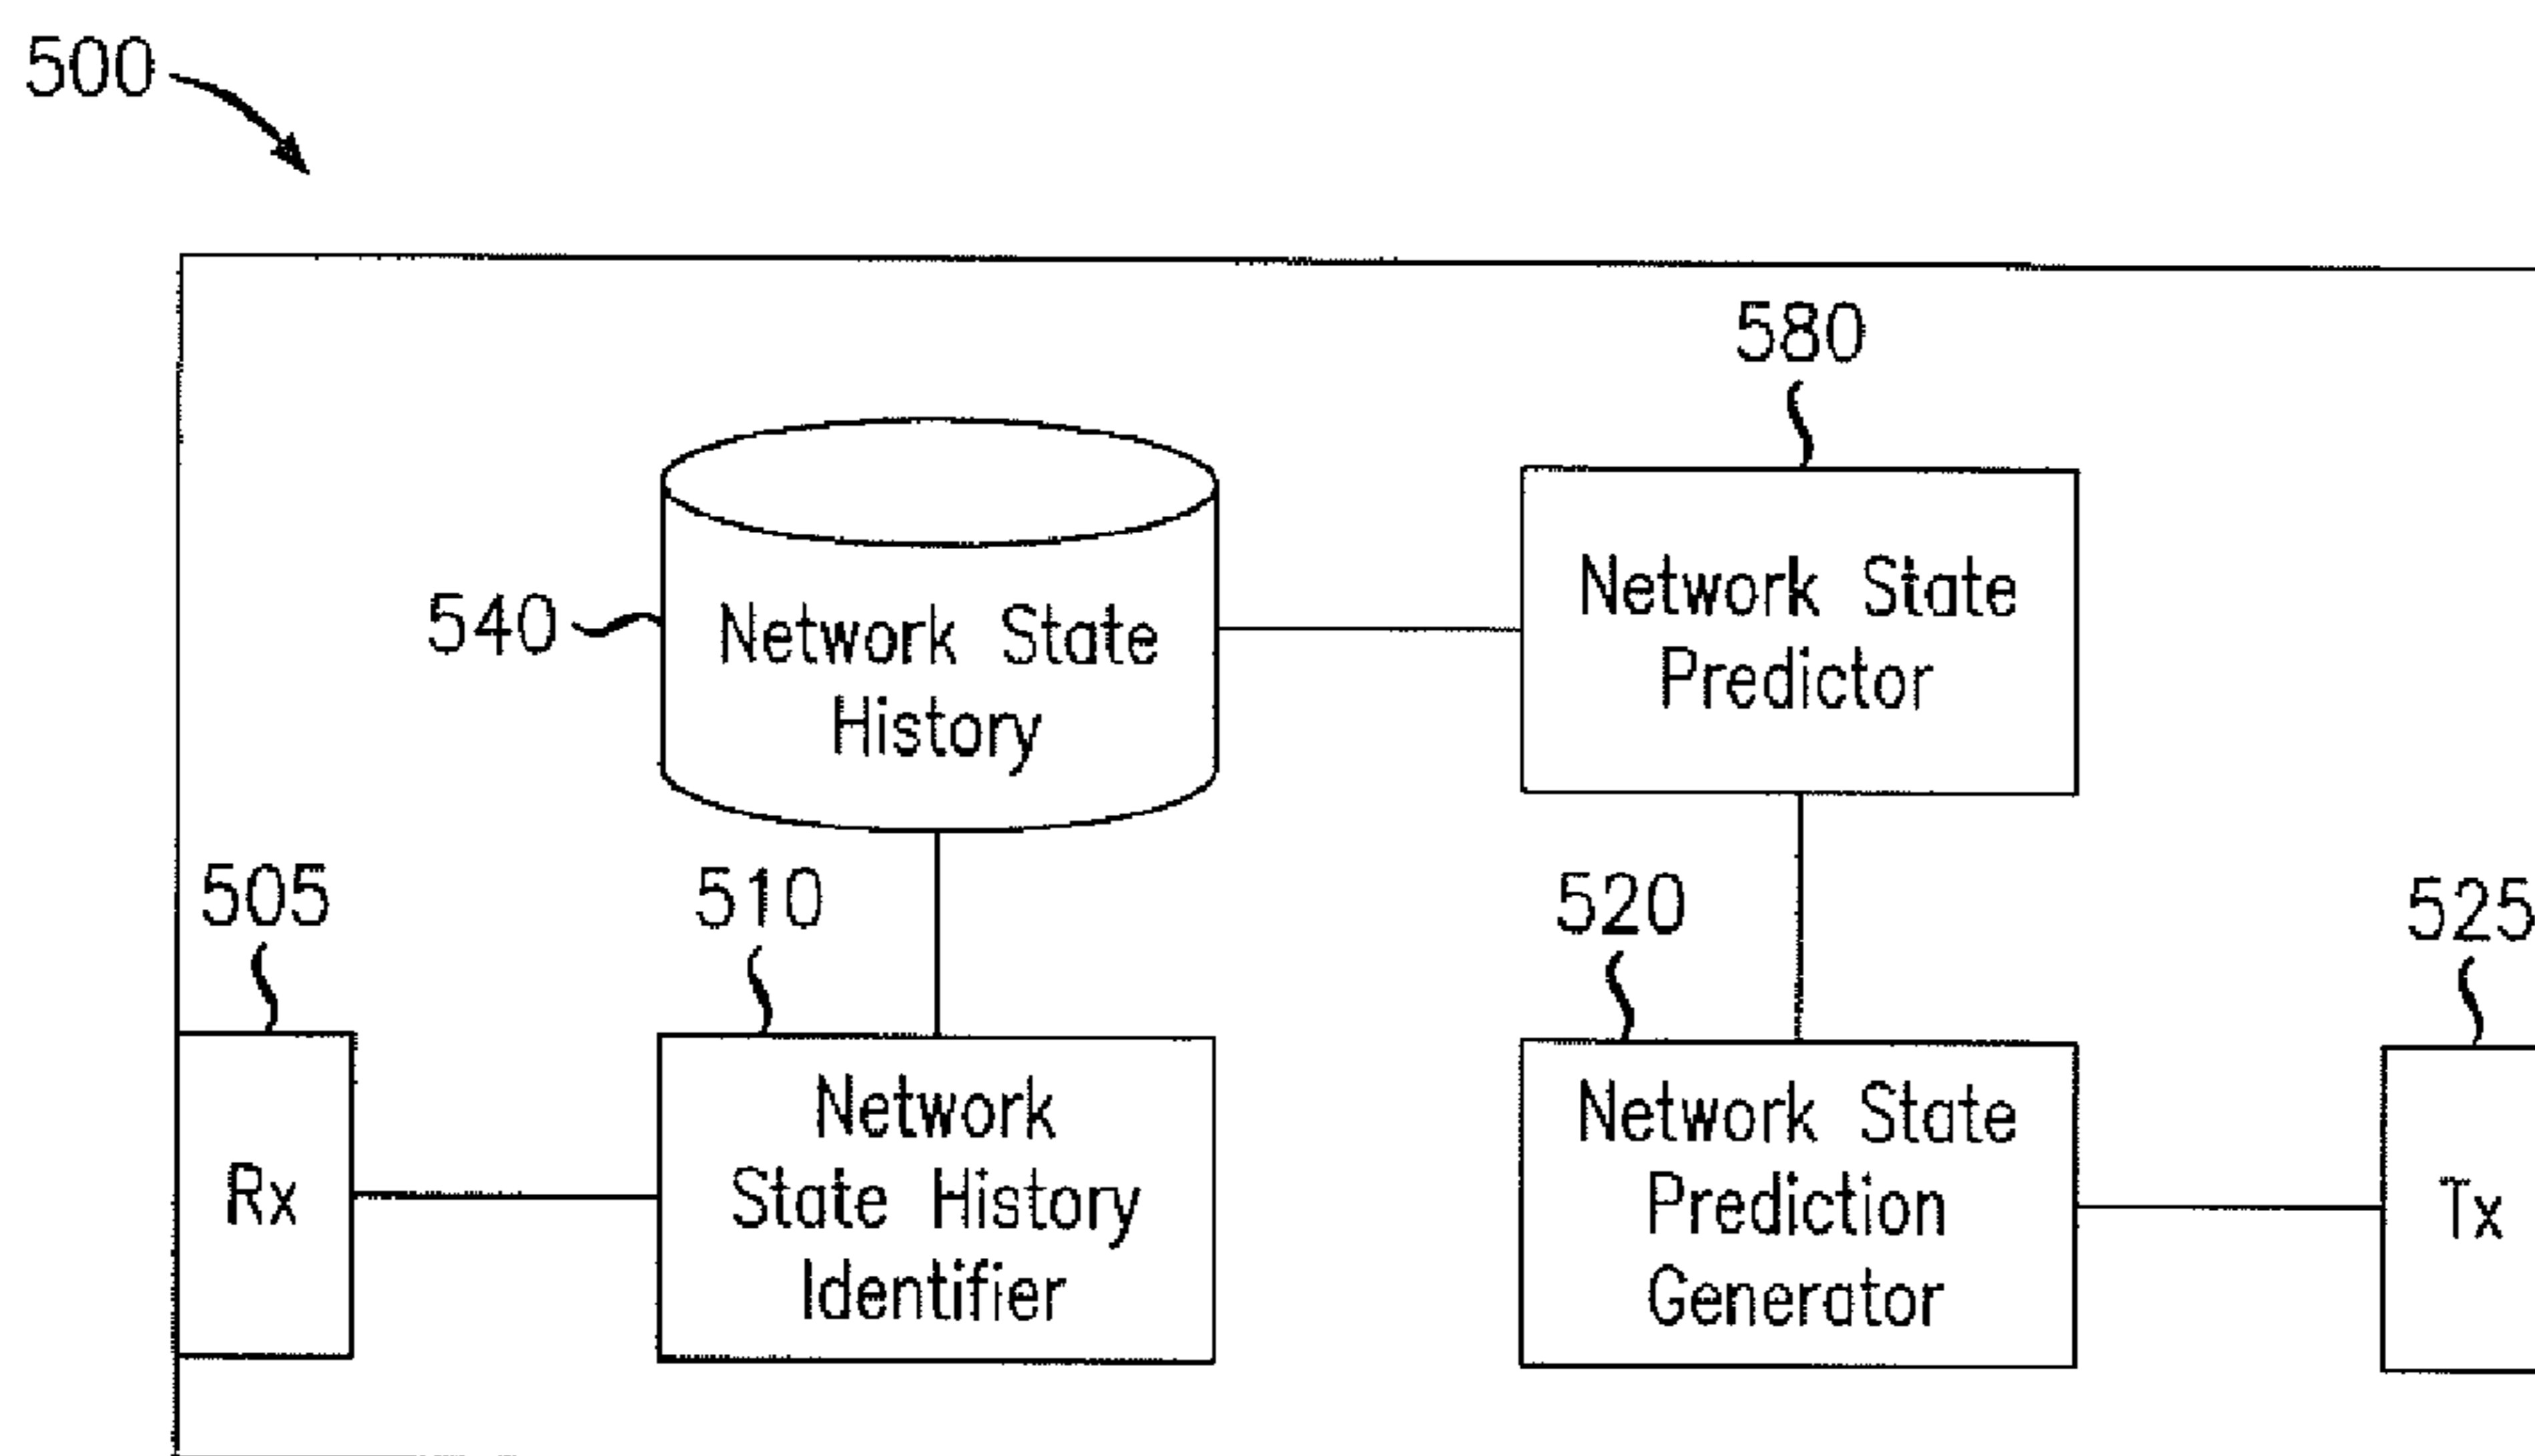 500
580
540
Network State
History
Network State
Predictor
505
510
520
525
Rx
Network
State History
Identifier
Network State
Prediction
Generator
Tx